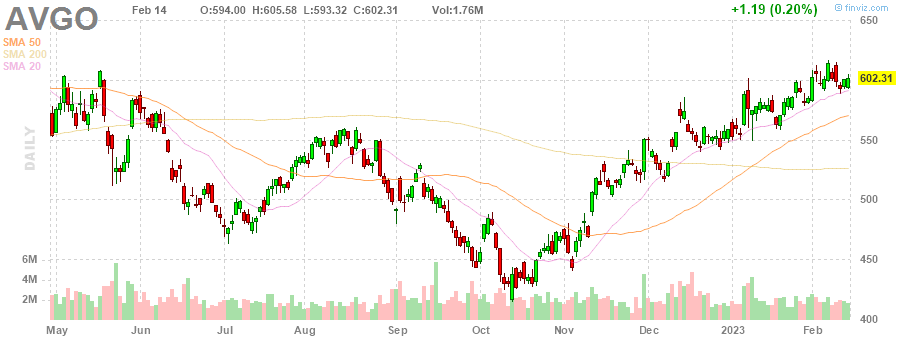 AVGO Feb 14 O:594.00 H:605.58 L:593.32 C:602.31 Vol:1.76M +1.19 (0.20%) © finviz.com
SMA 50
SMA 200
SMA 20
DAILY
650
602.31
550
500
450
400
6M
4M
2M
May Jun Jul Aug Sep Oct Nov Dec 2023 Feb